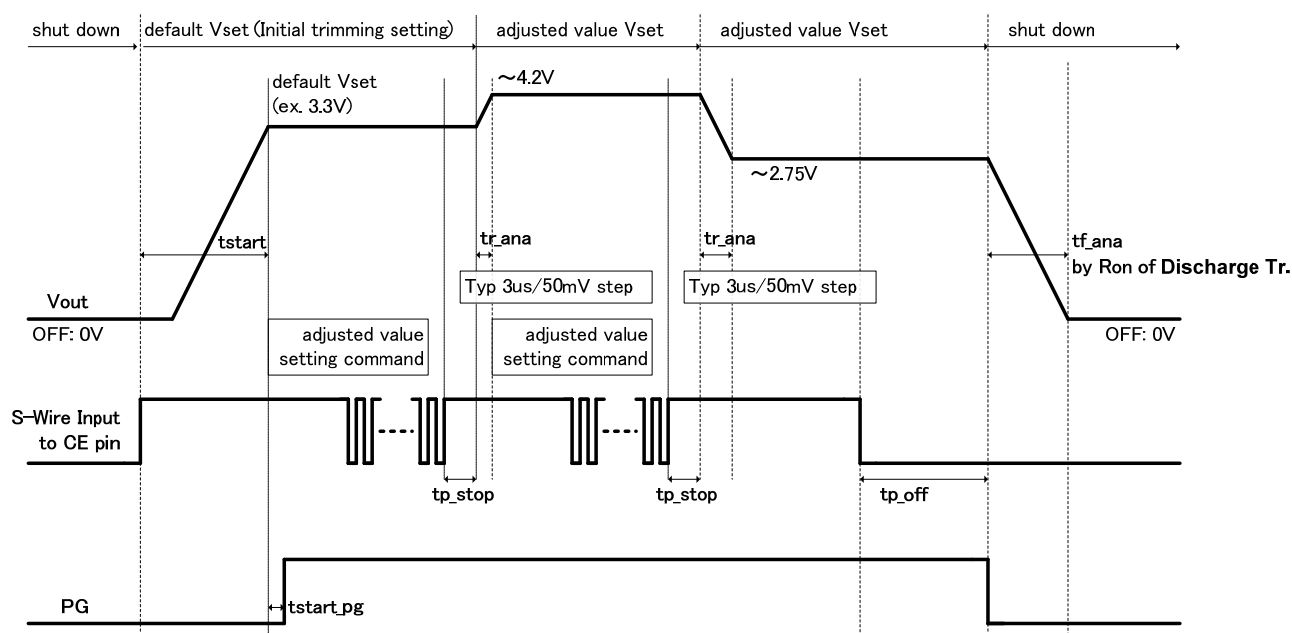 shut down
default Vset (Initial trimming setting)
adjusted value Vset
adjusted value Vset
shut down
default Vset
(ex. 3.3V)
~4.2V
~2.75V
tstart
tr_ana
tr_ana
tf_ana
by Ron of Discharge Tr.
Typ 3us/50mV step
Typ 3us/50mV step
Vout
OFF: 0V
OFF: 0V
adjusted value
setting command
adjusted value
setting command
S-Wire Input
to CE pin
tp_stop
tp_stop
tp_off
PG
tstart_pg